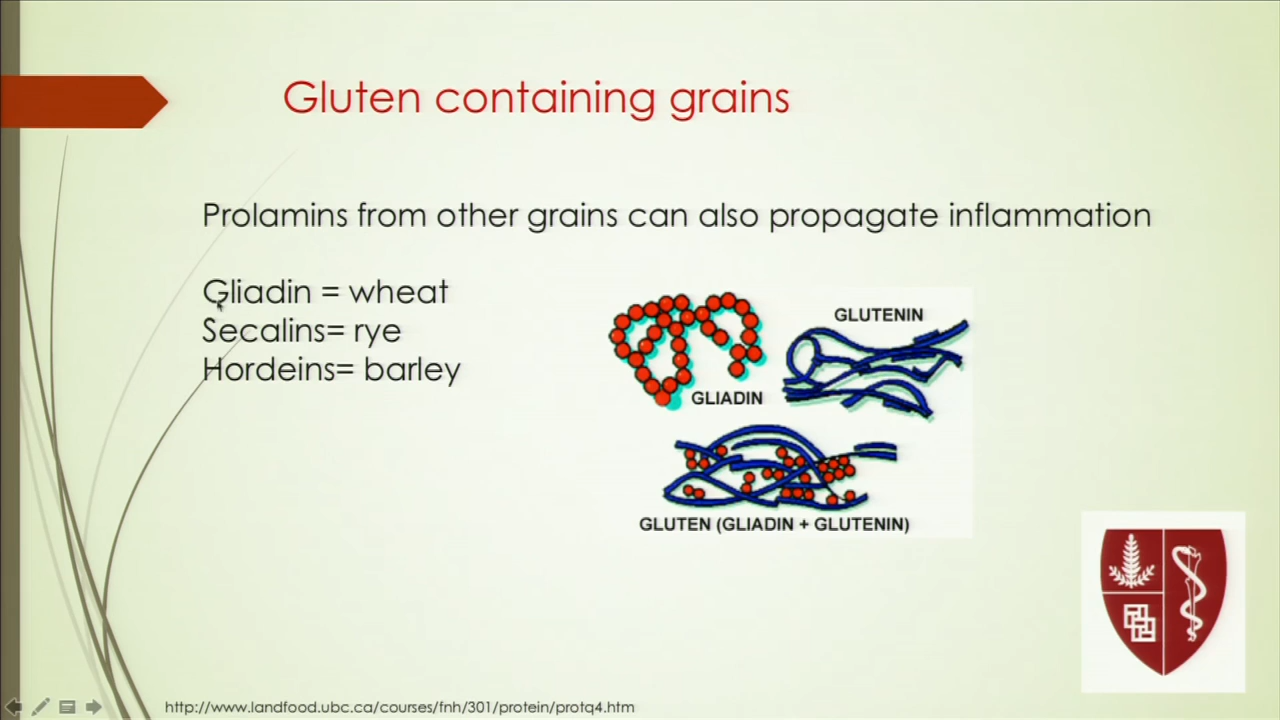 Gluten containing grains
Prolamins from other grains can also propagate inflammation
Gliadin = wheat
Secalins= rye
Hordeins= barley
GLUTENIN
GLIADIN
GLUTEN (GLIADIN + GLUTENIN)
http://www.landfood.ubc.ca/courses/fnh/301/protein/protq4.htm